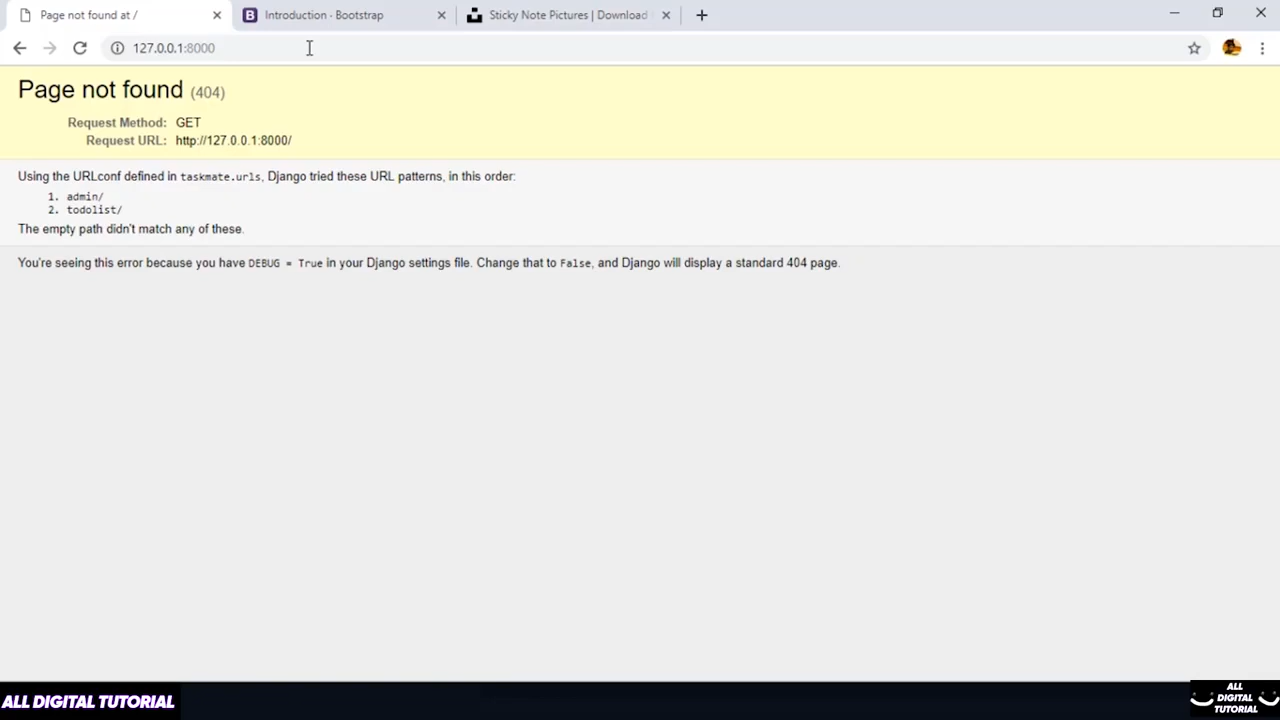 Page not found at /
Introduction - Bootstrap
Sticky Note Pictures | Download
127.0.0.1:8000
Page not found (404)
Request Method: GET
Request URL: http://127.0.0.1:8000/
Using the URLconf defined in taskmate.urls, Django tried these URL patterns, in this order:
1. admin/
2. todolist/
The empty path didn't match any of these.
You're seeing this error because you have DEBUG = True in your Django settings file. Change that to False, and Django will display a standard 404 page.
ALL DIGITAL TUTORIAL
ALL
DIGITAL
TUTORIAL